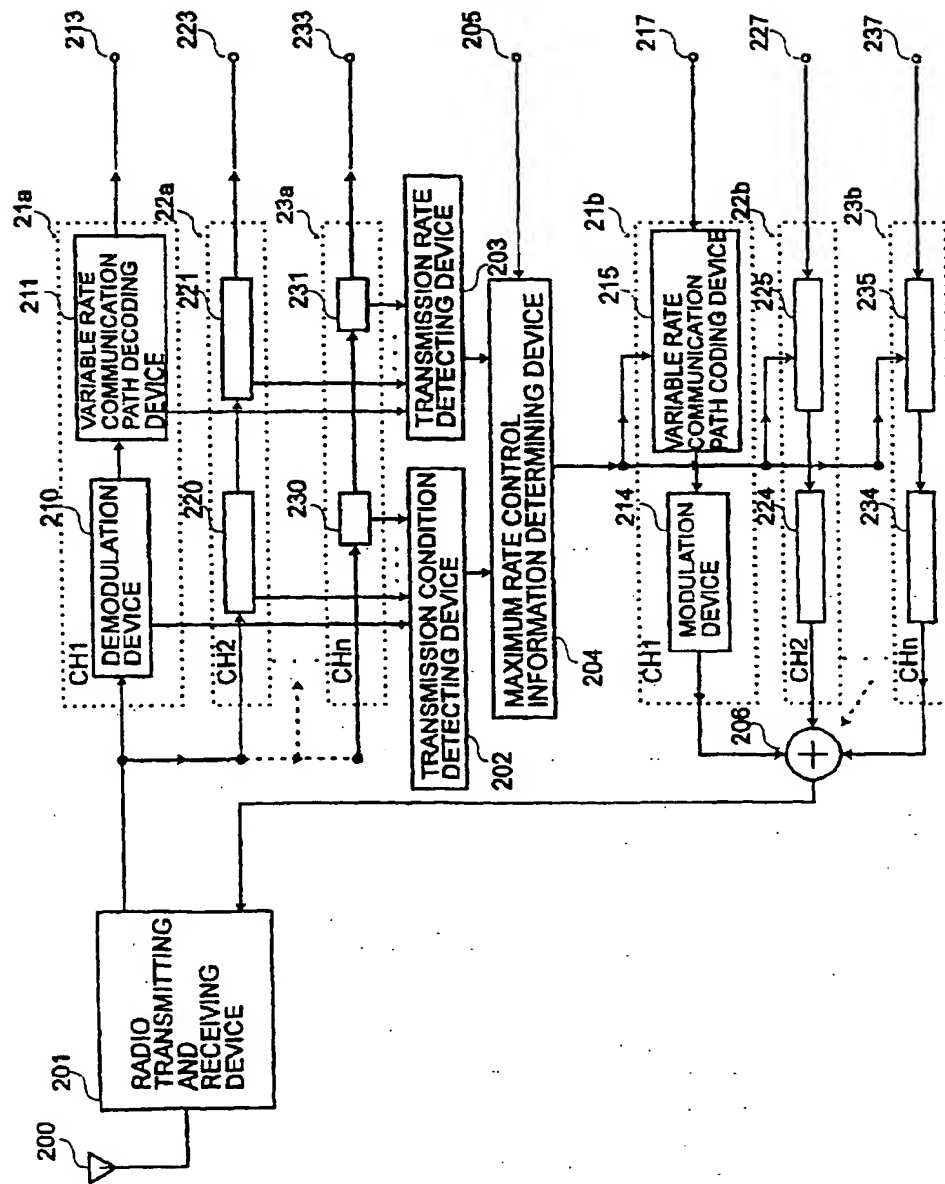 200
201
RADIO
TRANSMITTING
AND
RECEIVING
DEVICE
21a
CH1
210
DEMODULATION
DEVICE
211
VARIABLE RATE
COMMUNICATION
PATH DECODING
DEVICE
213
22a
CH2
220
221
223
23a
CHn
230
231
233
TRANSMISSION CONDITION
DETECTING DEVICE
202
TRANSMISSION RATE
DETECTING DEVICE
203
MAXIMUM RATE CONTROL
INFORMATION DETERMINING DEVICE
204
205
21b
CH1
214
MODULATION
DEVICE
215
VARIABLE RATE
COMMUNICATION
PATH CODING DEVICE
217
22b
CH2
224
225
227
206
+
23b
CHn
234
235
237